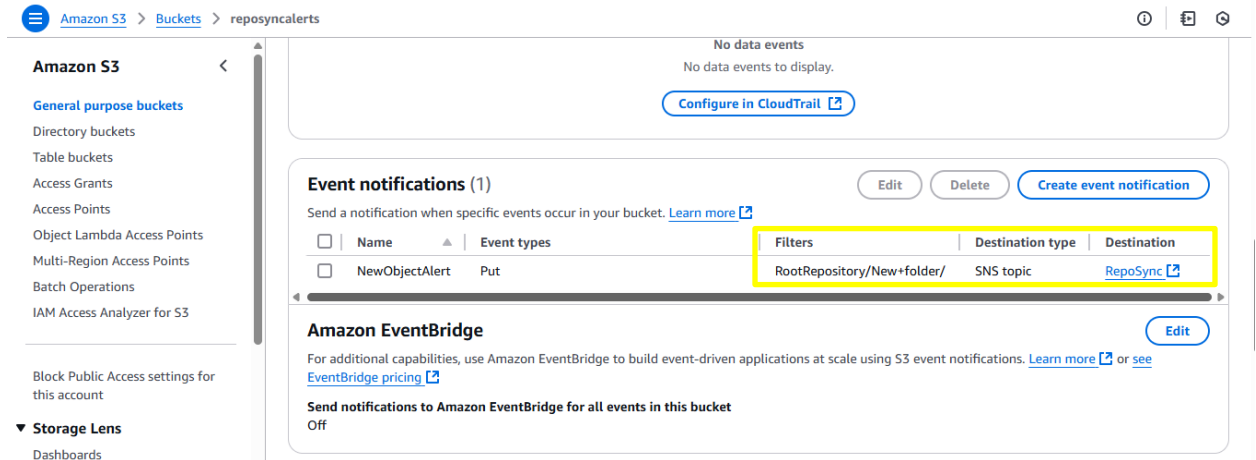 Amazon S3 > Buckets > reposyncalerts
Amazon S3
General purpose buckets
Directory buckets
Table buckets
Access Grants
Access Points
Object Lambda Access Points
Multi-Region Access Points
Batch Operations
IAM Access Analyzer for S3
Block Public Access settings for
this account
Storage Lens
Dashboards
No data events
No data events to display.
Configure in CloudTrail
Event notifications (1)
Edit
Delete
Create event notification
Send a notification when specific events occur in your bucket. Learn more
Name Event types Filters Destination type Destination
NewObjectAlert Put RootRepository/New+folder/ SNS topic RepoSync
Amazon EventBridge
Edit
For additional capabilities, use Amazon EventBridge to build event-driven applications at scale using S3 event notifications. Learn more or see
EventBridge pricing
Send notifications to Amazon EventBridge for all events in this bucket
Off